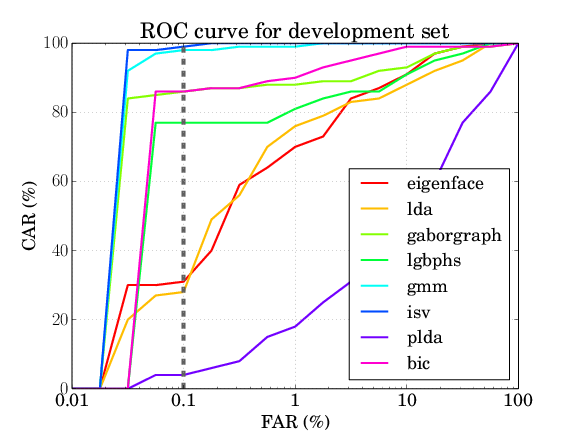 ROC curve for development set
100
80
60
40
20
0
CAR (%)
eigenface
lda
gaborgraph
lgbphs
gmm
isv
plda
bic
0.01 0.1 1 10 100
FAR (%)